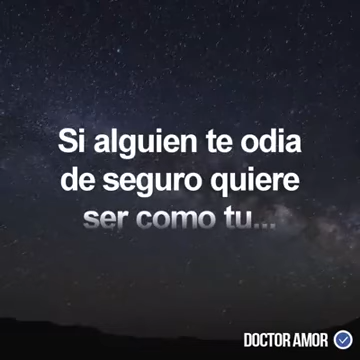 Si alguien te odia
de seguro quiere
ser como tu...
DOCTOR AMOR